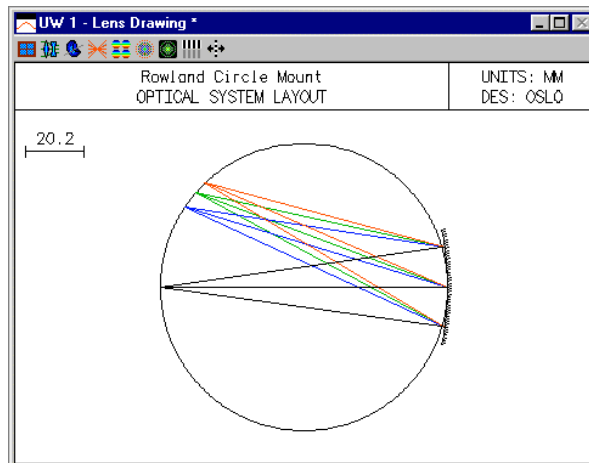 UW 1 - Lens Drawing *
Rowland Circle Mount
OPTICAL SYSTEM LAYOUT
UNITS: MM
DES: OSLO
20.2